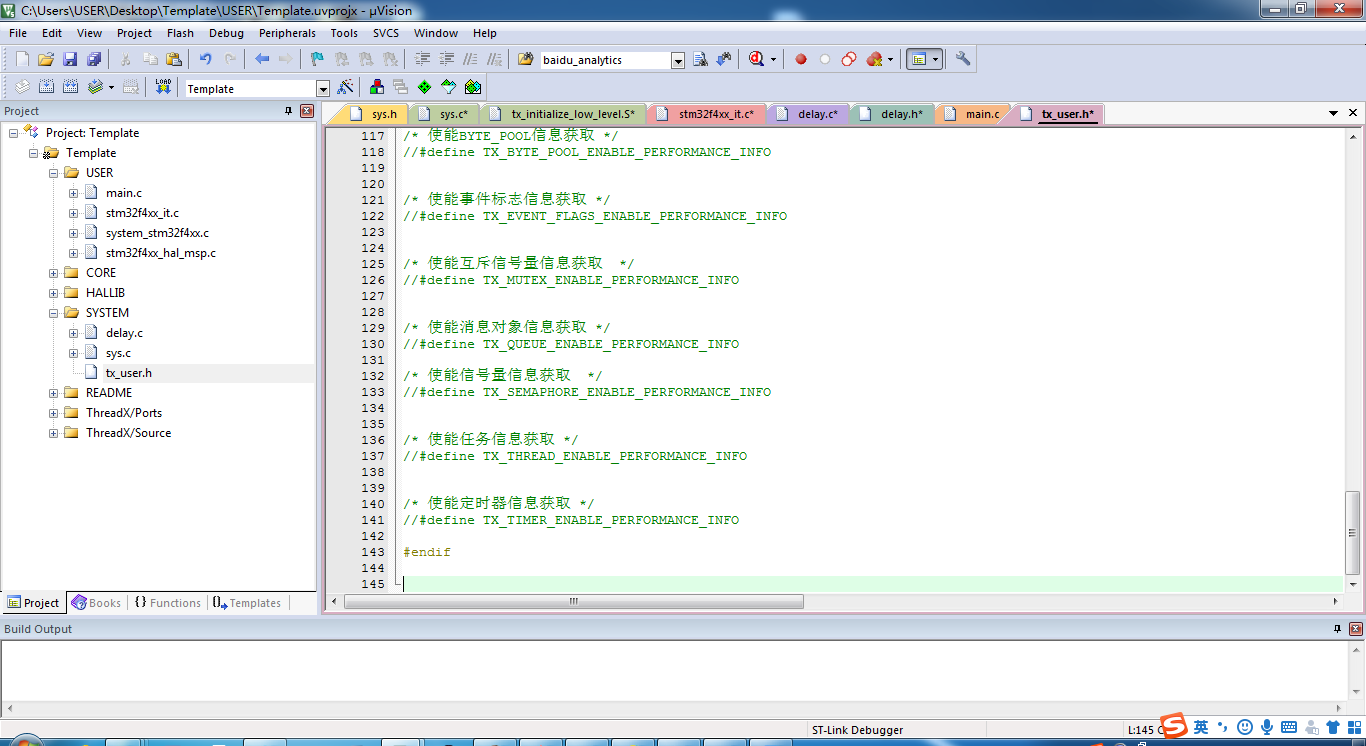 C:\Users\USER\Desktop\Template\USER\Template.uvprojx - µVision
File Edit View Project Flash Debug Peripherals Tools SVCS Window Help
baidu_analytics
LOAD Template
Project
sys.h sys.c* tx_initialize_low_level.S* stm32f4xx_it.c* delay.c* delay.h* main.c tx_user.h*
Project: Template
Template
USER
main.c
stm32f4xx_it.c
system_stm32f4xx.c
stm32f4xx_hal_msp.c
CORE
HALLIB
SYSTEM
delay.c
sys.c
tx_user.h
README
ThreadX/Ports
ThreadX/Source
Project Books {} Functions Templates
117 /* 使能BYTE_POOL信息获取 */
118 //#define TX_BYTE_POOL_ENABLE_PERFORMANCE_INFO
119
120
121 /* 使能事件标志信息获取 */
122 //#define TX_EVENT_FLAGS_ENABLE_PERFORMANCE_INFO
123
124
125 /* 使能互斥信号量信息获取  */
126 //#define TX_MUTEX_ENABLE_PERFORMANCE_INFO
127
128
129 /* 使能消息对象信息获取 */
130 //#define TX_QUEUE_ENABLE_PERFORMANCE_INFO
131
132 /* 使能信号量信息获取  */
133 //#define TX_SEMAPHORE_ENABLE_PERFORMANCE_INFO
134
135
136 /* 使能任务信息获取 */
137 //#define TX_THREAD_ENABLE_PERFORMANCE_INFO
138
139
140 /* 使能定时器信息获取 */
141 //#define TX_TIMER_ENABLE_PERFORMANCE_INFO
142
143 #endif
144
145
Build Output
ST-Link Debugger L:145 C
英